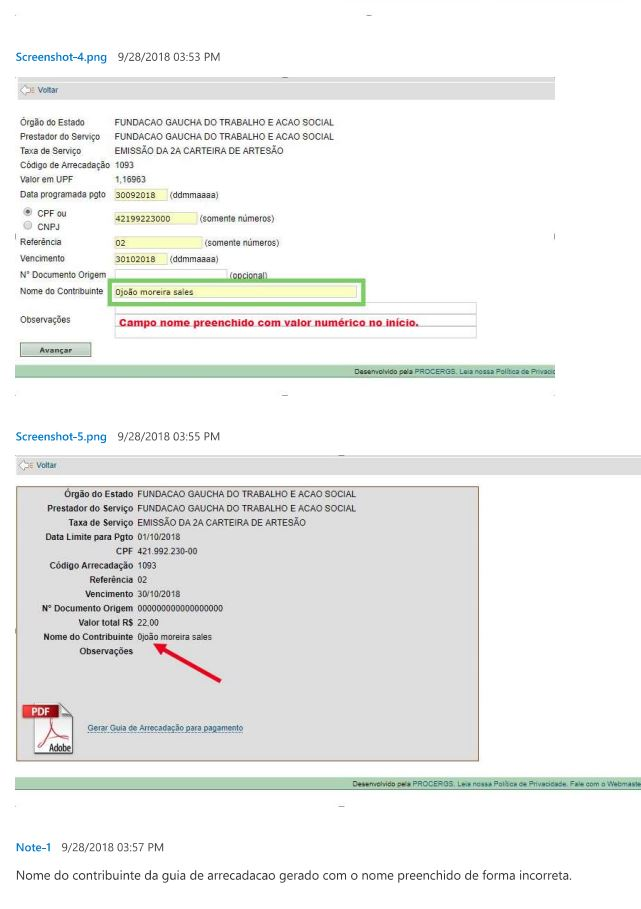 Screenshot-4.png 9/28/2018 03:53 PM
Voltar
Órgão do Estado FUNDACAO GAUCHA DO TRABALHO E ACAO SOCIAL
Prestador do Serviço FUNDACAO GAUCHA DO TRABALHO E ACAO SOCIAL
Taxa de Serviço EMISSÃO DA 2A CARTEIRA DE ARTESÃO
Código de Arrecadação 1093
Valor em UPF 1,16963
Data programada pgto 30092018 (ddmmaaaa)
CPF ou
CNPJ 42199223000 (somente números)
Referência 02 (somente números)
Vencimento 30102018 (ddmmaaaa)
Nº Documento Origem (opcional)
Nome do Contribuinte 0joão moreira sales
Observações Campo nome preenchido com valor numérico no início.
Avançar
Desenvolvido pela PROCERGS. Leia nossa Política de Privacid
Screenshot-5.png 9/28/2018 03:55 PM
Voltar
Órgão do Estado FUNDACAO GAUCHA DO TRABALHO E ACAO SOCIAL
Prestador do Serviço FUNDACAO GAUCHA DO TRABALHO E ACAO SOCIAL
Taxa de Serviço EMISSÃO DA 2A CARTEIRA DE ARTESÃO
Data Limite para Pgto 01/10/2018
CPF 421.992.230-00
Código Arrecadação 1093
Referência 02
Vencimento 30/10/2018
Nº Documento Origem 000000000000000000
Valor total R$ 22,00
Nome do Contribuinte 0joão moreira sales
Observações
PDF
Adobe
Gerar Guia de Arrecadação para pagamento
Desenvolvido pela PROCERGS. Leia nossa Política de Privacidade. Fale com o Webmaste
Note-1 9/28/2018 03:57 PM
Nome do contribuinte da guia de arrecadacao gerado com o nome preenchido de forma incorreta.